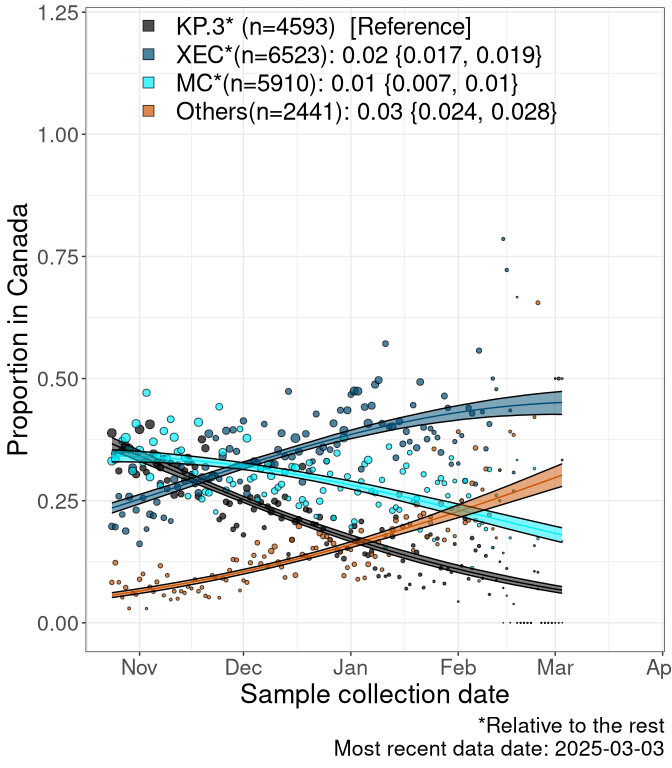 KP.3* (n=4593)  [Reference]
XEC*(n=6523): 0.02 {0.017, 0.019}
MC*(n=5910): 0.01 {0.007, 0.01}
Others(n=2441): 0.03 {0.024, 0.028}
1.25
1.00
0.75
0.50
0.25
0.00
Proportion in Canada
Nov Dec Jan Feb Mar Ap
Sample collection date
*Relative to the rest
Most recent data date: 2025-03-03